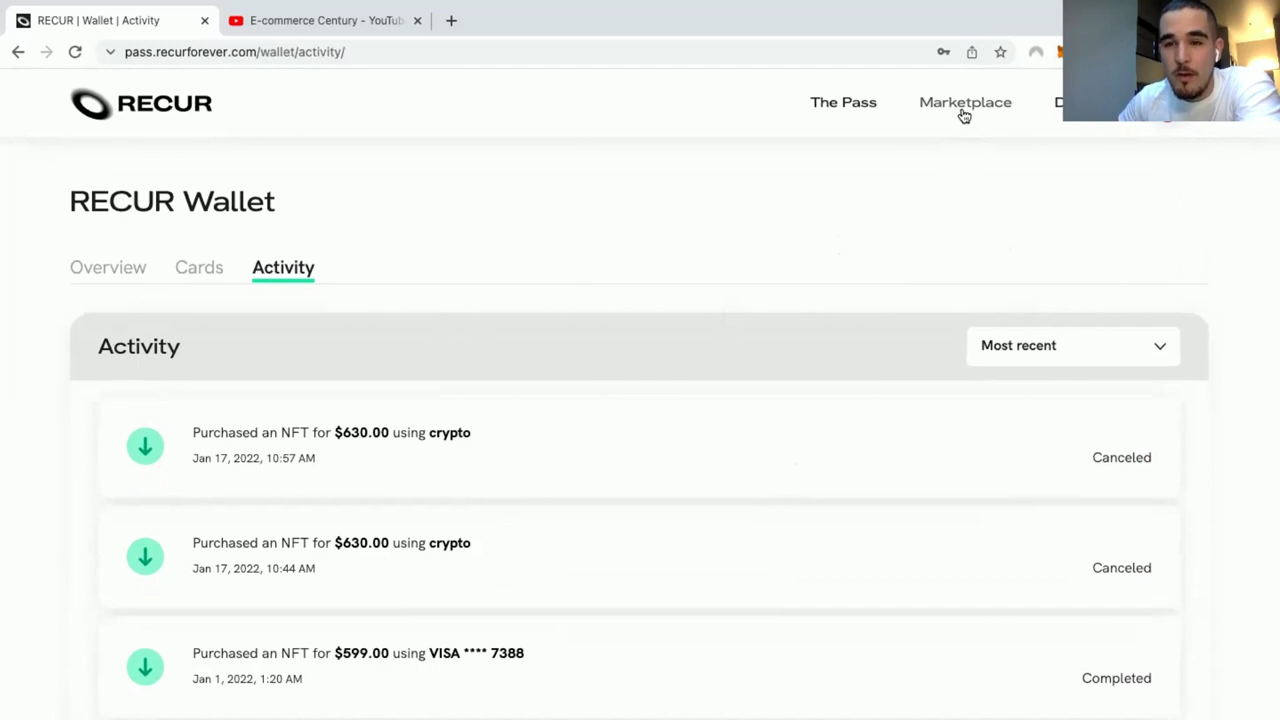 RECUR | Wallet | Activity
E-commerce Century - YouTub
pass.recurforever.com/wallet/activity/
RECUR
The Pass
Marketplace
D
RECUR Wallet
Overview
Cards
Activity
Activity
Most recent
Purchased an NFT for $630.00 using crypto
Jan 17, 2022, 10:57 AM
Canceled
Purchased an NFT for $630.00 using crypto
Jan 17, 2022, 10:44 AM
Canceled
Purchased an NFT for $599.00 using VISA **** 7388
Jan 1, 2022, 1:20 AM
Completed